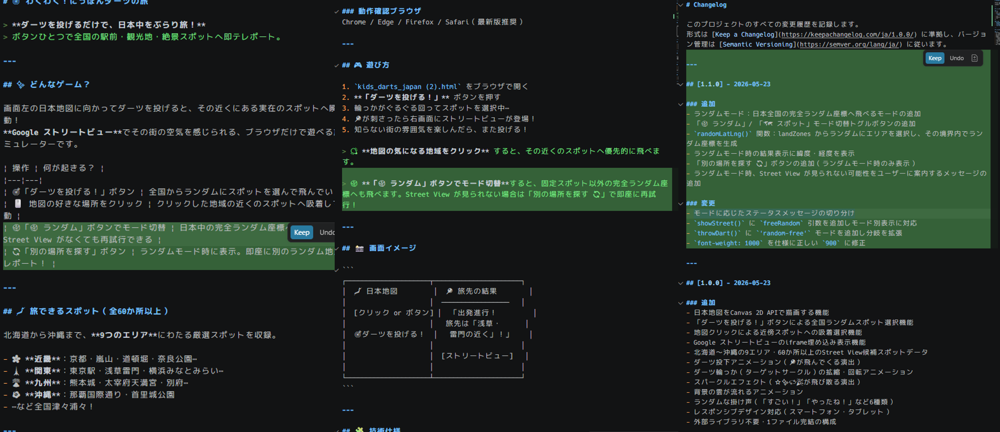 # 🎯 わくわく！にっぽんダーツの旅
> **ダーツを投げるだけで、日本中をぶらり旅！**
> ボタンひとつで全国の駅前・観光地・絶景スポットへ即テレポート。
---
## ✨ どんなゲーム？
画面左の日本地図に向かってダーツを投げると、その近くにある実在のスポットへ瞬
動！
**Google ストリートビュー**でその街の空気を感じられる、ブラウザだけで遊べる
ミュレーターです。
| 操作 | 何が起きる？ |
|---|---|
| 🎯「ダーツを投げる！」ボタン | 全国からランダムにスポットを選んで飛んでい
| 🖱️ 地図の好きな場所をクリック | クリックした地域の近くのスポットへ吸着して
動 |
| 🎲「🎲 ランダム」ボタンでモード切替 | 日本中の完全ランダム座標
Street View がなくても再試行できる |
| 🔄「別の場所を探す」ボタン | ランダムモード時に表示。即座に別のランダム地
レポート！ |
Keep Undo
---
## 🗾 旅できるスポット（全60か所以上）
北海道から沖縄まで、**9つのエリア**にわたる厳選スポットを収録。
- 🌸 **近畿**：京都・嵐山・道頓堀・奈良公園…
- 🗼 **関東**：東京駅・浅草雷門・横浜みなとみらい…
- 🌋 **九州**：熊本城・太宰府天満宮・別府…
- 🌺 **沖縄**：那覇国際通り・首里城公園
- …など全国津々浦々！
---
### 動作確認ブラウザ
Chrome / Edge / Firefox / Safari（最新版推奨）
---
## 🎮 遊び方
1. `kids_darts_japan (2).html` をブラウザで開く
2. **「ダーツを投げる！」** ボタンを押す
3. 輪っかがぐるぐる回ってスポットを選択中…
4. 📍が刺さったら右画面にストリートビューが登場！
5. 知らない街の雰囲気を楽しんだら、また投げる！
> 💡 **地図の気になる地域をクリック** すると、その近くのスポットへ優先的に飛べま
す。
> 🎲 **「🎲 ランダム」ボタンでモード切替**すると、固定スポット以外の完全ランダム座
標へも飛べます。Street View が見られない場合は「別の場所を探す 🔄」で即座に再試
行！
---
## 📸 画面イメージ
```
🗾 日本地図 | 📍 旅先の結果
[クリック or ボタン] | 「出発進行！
旅先は「浅草・
🎯ダーツを投げる！ | 雷門の近く」！」
[ストリートビュー]
```
---
## 🧩 技術仕様
# Changelog
このプロジェクトのすべての変更履歴を記録します。
形式は [Keep a Changelog](https://keepachangelog.com/ja/1.0.0/) に準拠し、バージョ
ン管理は [Semantic Versioning](https://semver.org/lang/ja/) に従います。
Keep Undo
---
## [1.1.0] - 2026-05-23
### 追加
- ランダムモード：日本全国の完全ランダム座標へ飛べるモードの追加
- 「🎲 ランダム」/ 「🗺️ スポット」モード切替トグルボタンの追加
- `randomLatLng()` 関数：landZones からランダムにエリアを選択し、その境界内でラン
ダム座標を生成
- ランダムモード時の結果表示に緯度・経度を表示
- 「別の場所を探す 🔄」ボタンの追加（ランダムモード時のみ表示）
- ランダムモード時、Street View が見られない可能性をユーザーに案内するメッセージの
追加
### 変更
- モードに応じたステータスメッセージの切り分け
- `showStreet()` に `freeRandom` 引数を追加しモード別表示に対応
- `throwDart()` に `'random-free'` モードを追加し分岐を拡張
- `font-weight: 1000` を仕様に正しい `900` に修正
---
## [1.0.0] - 2026-05-23
### 追加
- 日本地図をCanvas 2D APIで描画する機能
- 「ダーツを投げる！」ボタンによる全国ランダムスポット選択機能
- 地図クリックによる近傍スポットへの吸着選択機能
- Google ストリートビューのiframe埋め込み表示機能
- 北海道〜沖縄の9エリア・60か所以上のStreet View候補スポットデータ
- ダーツ投下アニメーション（📍が飛んでくる演出）
- ダーツ輪っか（ターゲットサークル）の拡縮・回転アニメーション
- スパークルエフェクト（⭐✨💫🎉が飛び散る演出）
- 背景の雲が流れるアニメーション
- ランダムな掛け声（「すごい！」「やったね！」など6種類）
- レスポンシブデザイン対応（スマートフォン・タブレット）
- 外部ライブラリ不要・1ファイル完結の構成